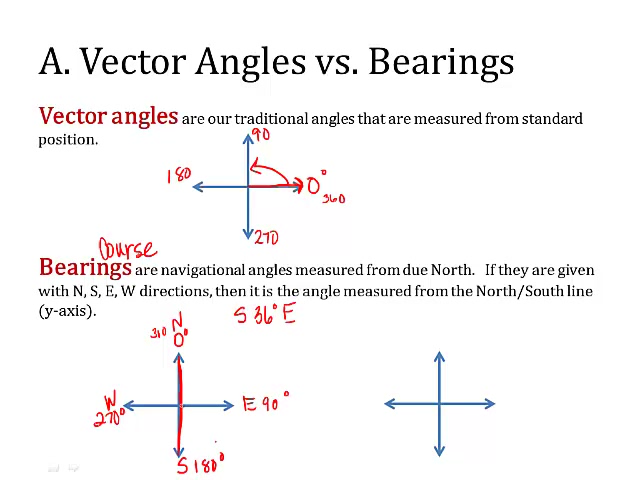 A. Vector Angles vs. Bearings
Vector angles are our traditional angles that are measured from standard
position.
90
180
0°
360
270
Course
Bearings are navigational angles measured from due North. If they are given
with N, S, E, W directions, then it is the angle measured from the North/South line
(y-axis).
S 36° E
N
310 0°
W
270°
E 90°
S 180°